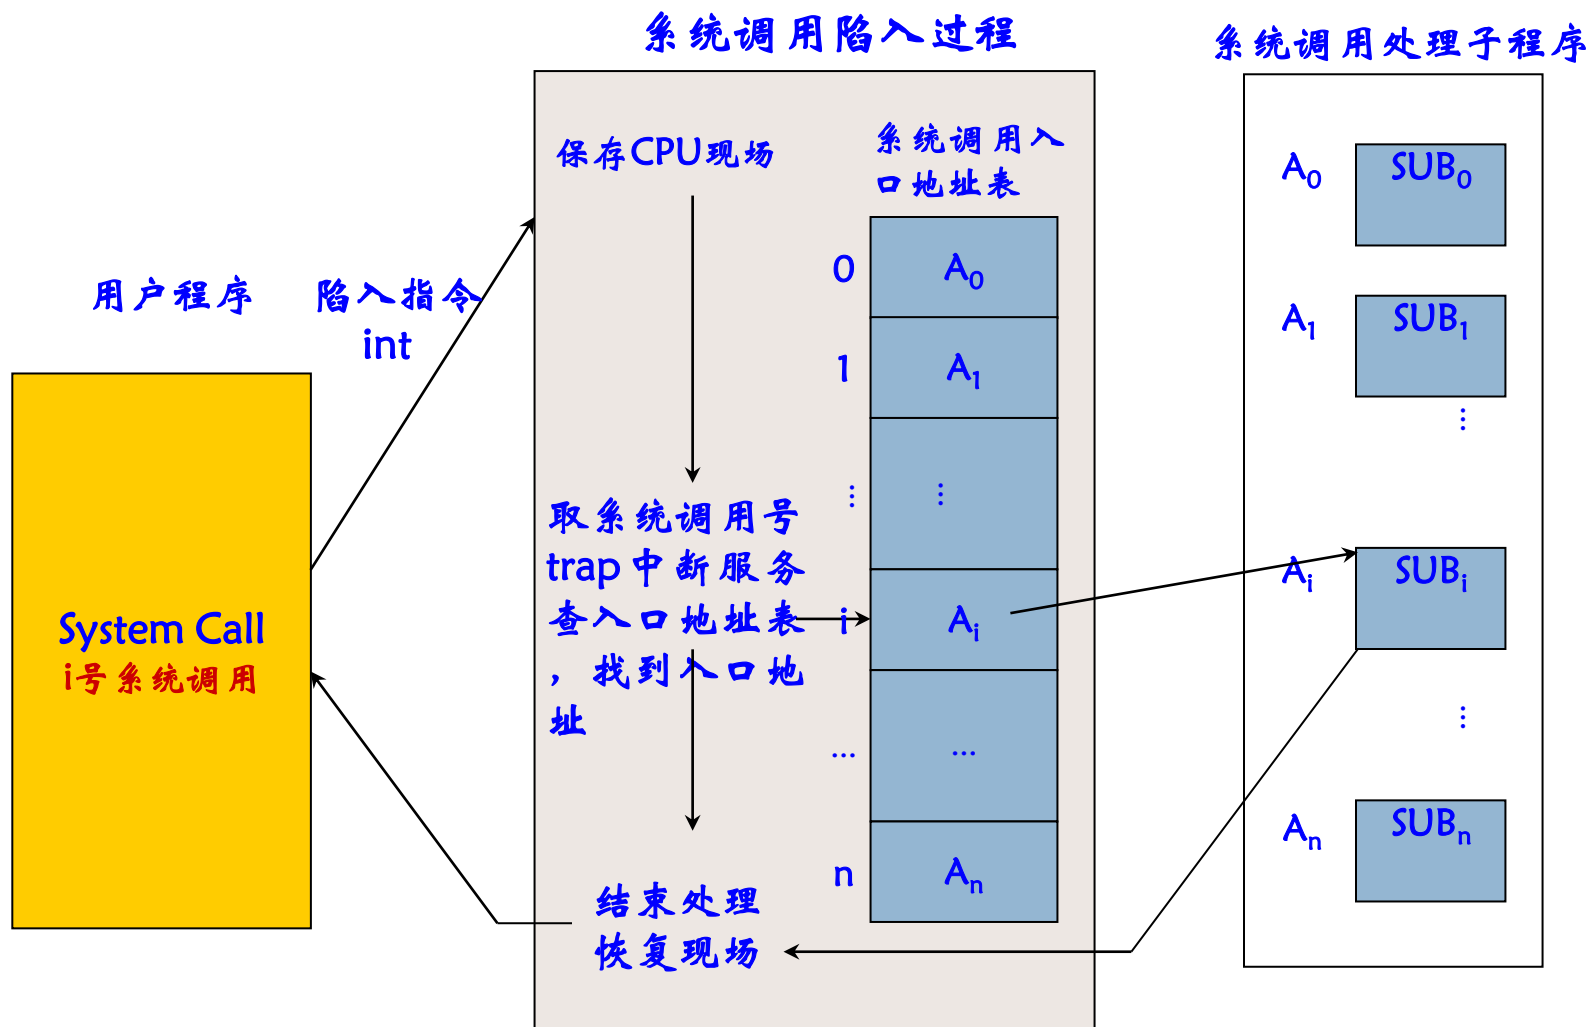 系统调用陷入过程
系统调用处理子程序
用户程序
陷入指令
int
System Call
i号系统调用
保存CPU现场
取系统调用号
trap中断服务
查入口地址表
，找到入口地
址
结束处理
恢复现场
系统调用入
口地址表
0
A₀
1
A₁
⋮
⋮
i
Aᵢ
...
...
n
Aₙ
A₀
SUB₀
A₁
SUB₁
⋮
Aᵢ
SUBᵢ
⋮
Aₙ
SUBₙ